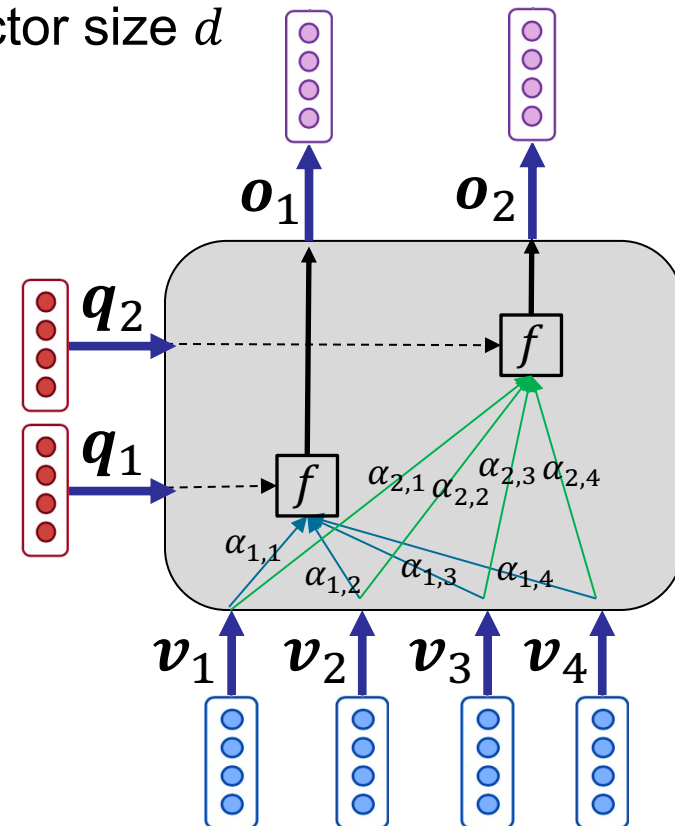 ctor size d
o₁ o₂
q₂
f
q₁
f
α₂,₁ α₂,₂ α₂,₃ α₂,₄
α₁,₁ α₁,₂ α₁,₃ α₁,₄
v₁ v₂ v₃ v₄